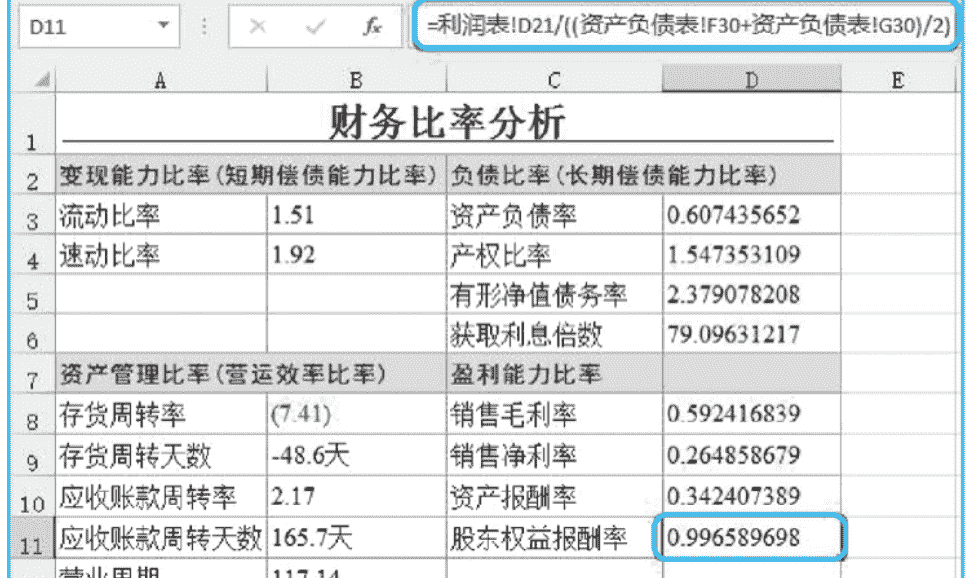 D11 fx =利润表!D21/((资产负债表!F30+资产负债表!G30)/2)
A B C D E
1 财务比率分析
2 变现能力比率(短期偿债能力比率) 负债比率(长期偿债能力比率)
3 流动比率 1.51 资产负债率 0.607435652
4 速动比率 1.92 产权比率 1.547353109
5 有形净值债务率 2.379078208
6 获取利息倍数 79.09631217
7 资产管理比率(营运效率比率) 盈利能力比率
8 存货周转率 (7.41) 销售毛利率 0.592416839
9 存货周转天数 -48.6天 销售净利率 0.264858679
10 应收账款周转率 2.17 资产报酬率 0.342407389
11 应收账款周转天数 165.7天 股东权益报酬率 0.996589698
营业周期 117.14